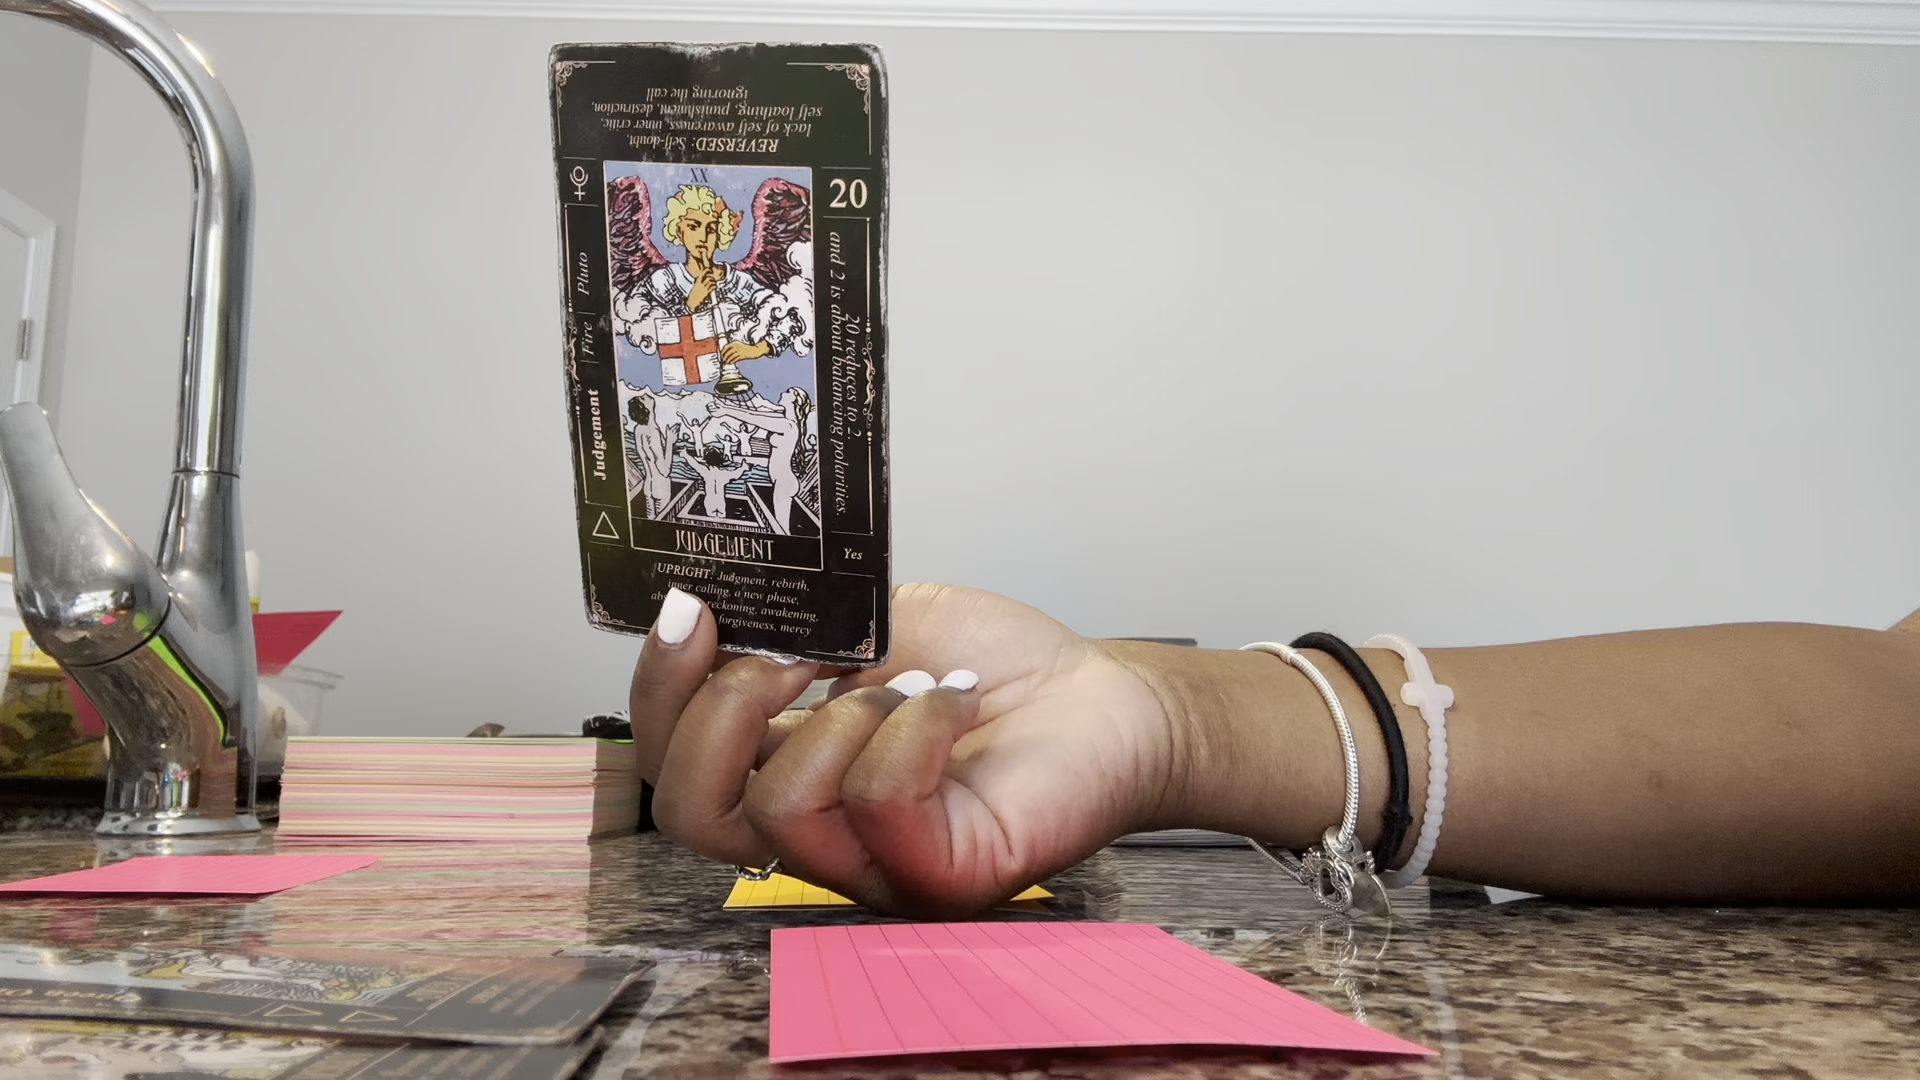 REVERSED: Self-doubt,
lack of self awareness, inner critic,
self loathing, punishment, destruction,
ignoring the call
XX
20
20 reduces to 2.
and 2 is about balancing polarities.
Judgement | Fire | Pluto
JUDGEMENT
Yes
UPRIGHT: Judgment, rebirth,
inner calling, a new phase,
reckoning, awakening,
forgiveness, mercy
Queen